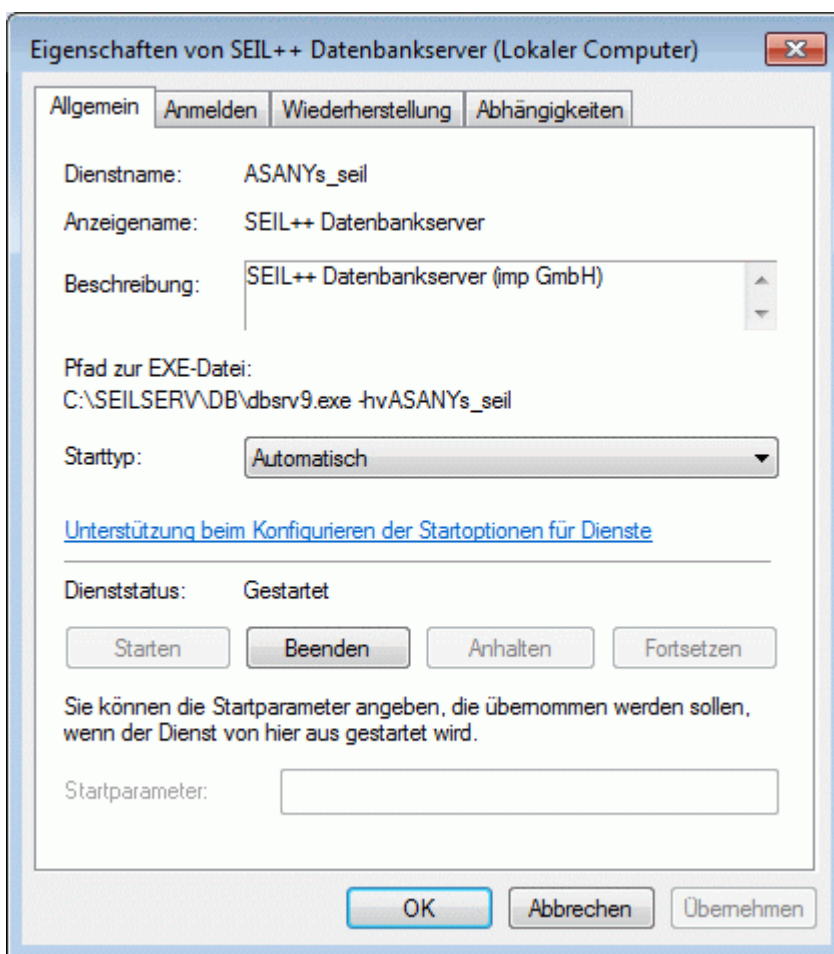 Eigenschaften von SEIL++ Datenbankserver (Lokaler Computer)
Allgemein Anmelden Wiederherstellung Abhängigkeiten
Dienstname: ASANYs_seil
Anzeigename: SEIL++ Datenbankserver
Beschreibung: SEIL++ Datenbankserver (imp GmbH)
Pfad zur EXE-Datei:
C:\SEILSERV\DB\dbsrv9.exe -hvASANYs_seil
Starttyp: Automatisch
Unterstützung beim Konfigurieren der Startoptionen für Dienste
Dienststatus: Gestartet
Starten Beenden Anhalten Fortsetzen
Sie können die Startparameter angeben, die übernommen werden sollen,
wenn der Dienst von hier aus gestartet wird.
Startparameter:
OK Abbrechen Übernehmen